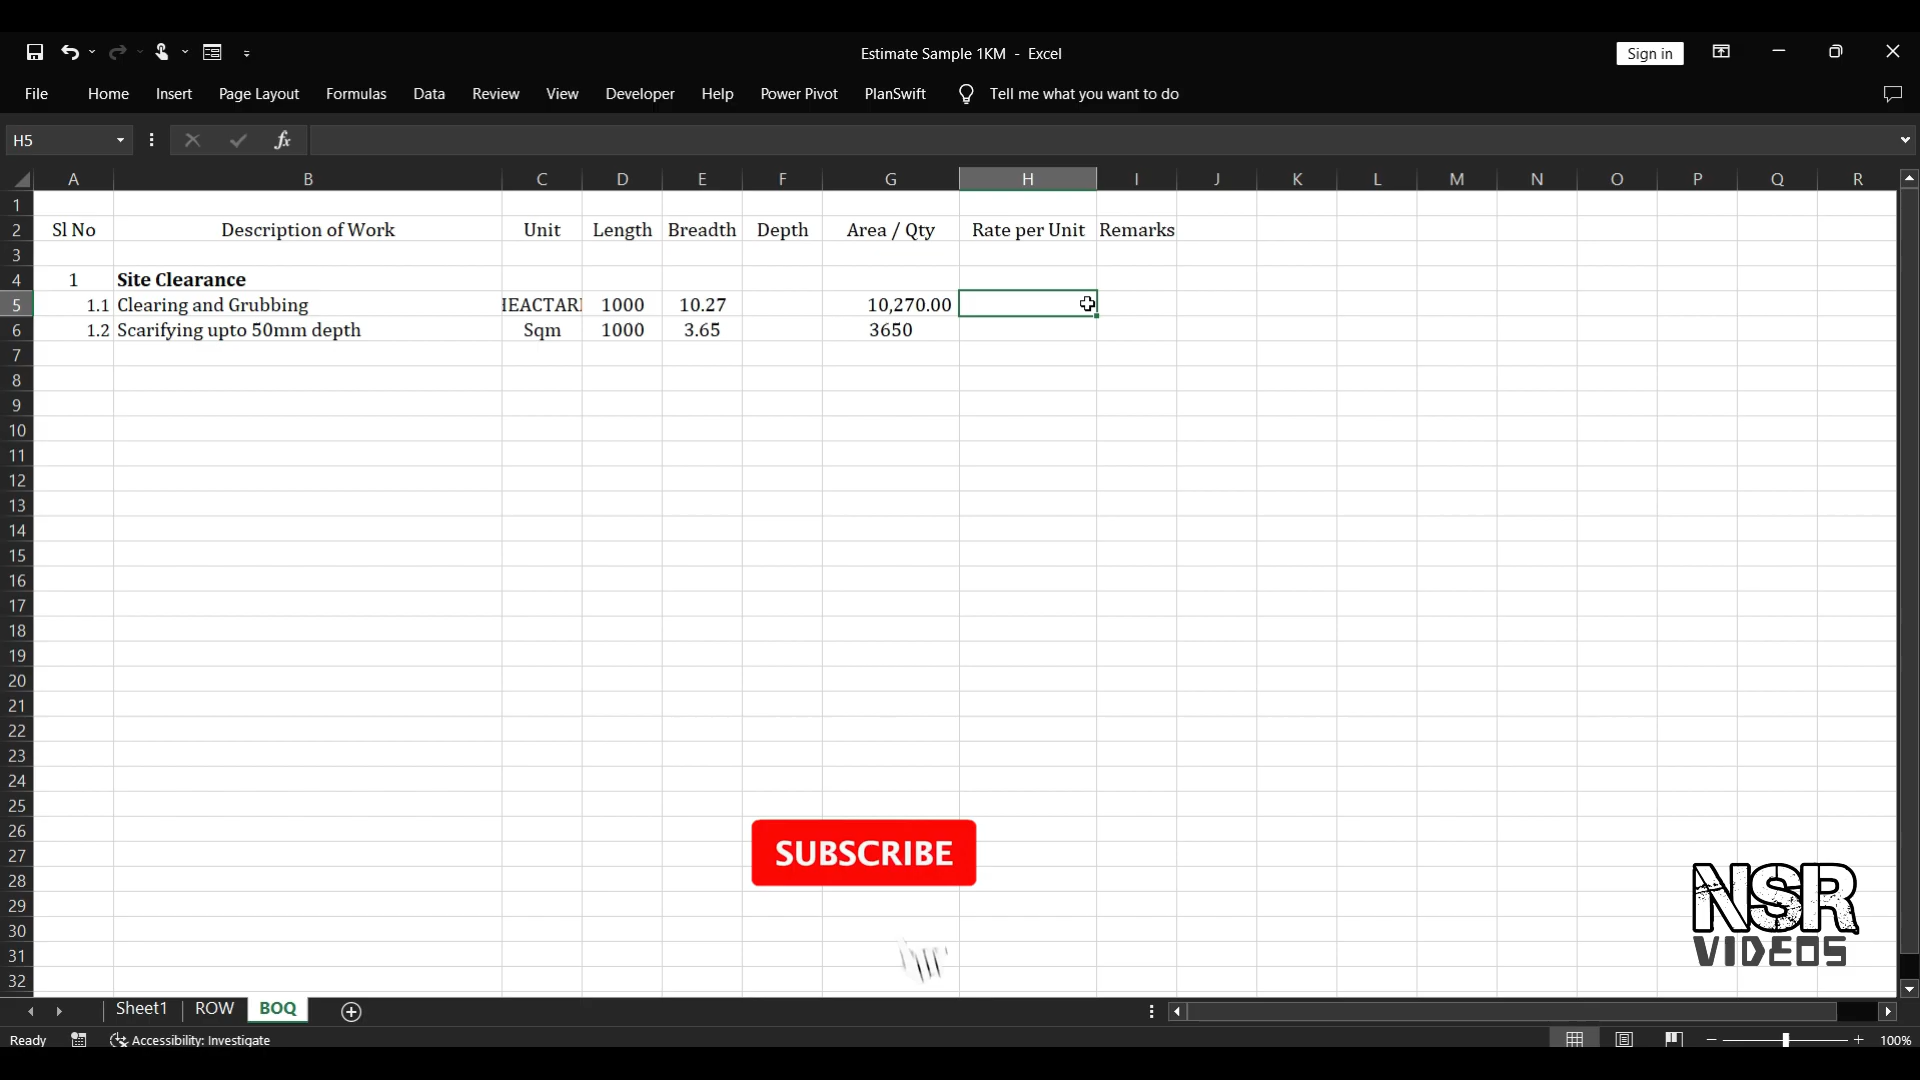 Estimate Sample 1KM - Excel
Sign in
File Home Insert Page Layout Formulas Data Review View Developer Help Power Pivot PlanSwift Tell me what you want to do
H5 fx
A B C D E F G H I J K L M N O P Q R
1
2 Sl No Description of Work Unit Length Breadth Depth Area / Qty Rate per Unit Remarks
3
4 1 Site Clearance
5 1.1 Clearing and Grubbing HEACTARI 1000 10.27 10,270.00
6 1.2 Scarifying upto 50mm depth Sqm 1000 3.65 3650
7
8
9
10
11
12
13
14
15
16
17
18
19
20
21
22
23
24
25
26
27
28
29
30
31
32
SUBSCRIBE
NSR
VIDEOS
Sheet1 ROW BOQ
Ready Accessibility: Investigate 100%